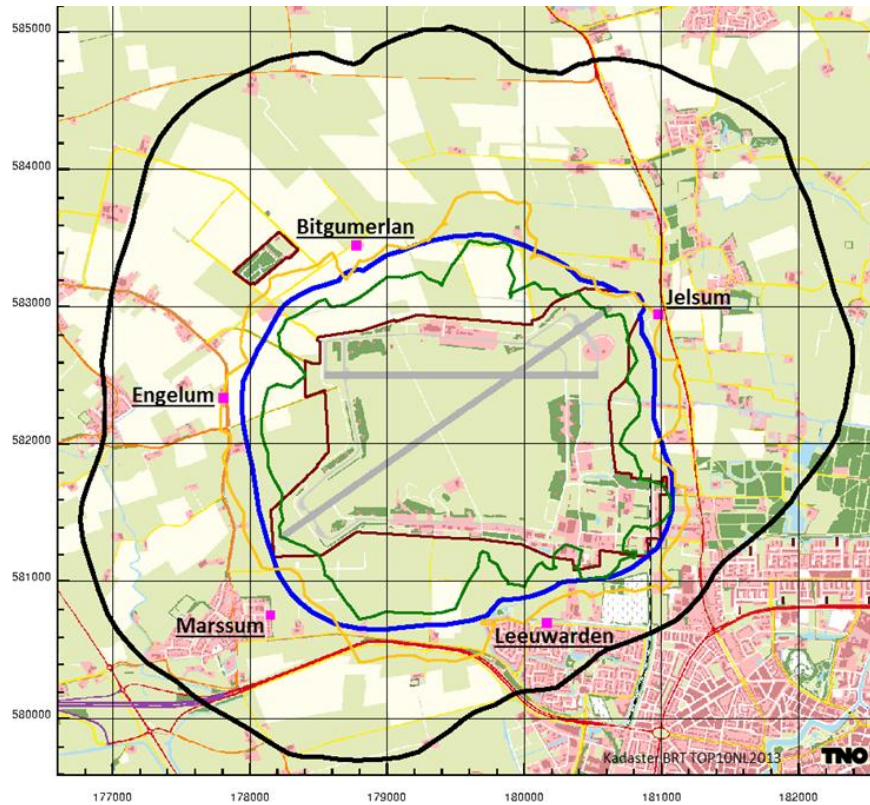 585000
584000
Bitgumerlan
583000
Jelsum
Engelum
582000
581000
Marssum
Leeuwarden
580000
Kadaster BRT TOP10NL2013
TNO
177000
178000
179000
180000
181000
182000